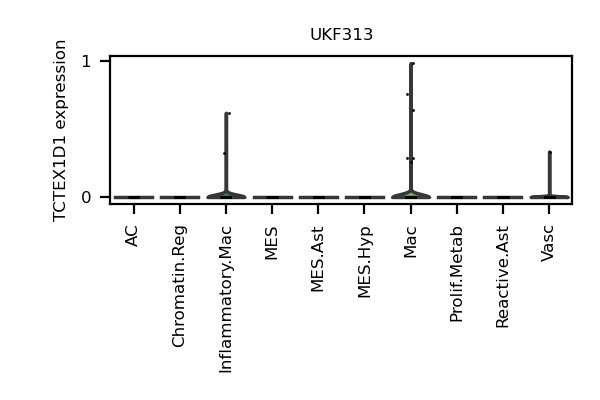 UKF313
TCTEX1D1 expression
1
0
AC
Chromatin.Reg
Inflammatory.Mac
MES
MES.Ast
MES.Hyp
Mac
Prolif.Metab
Reactive.Ast
Vasc